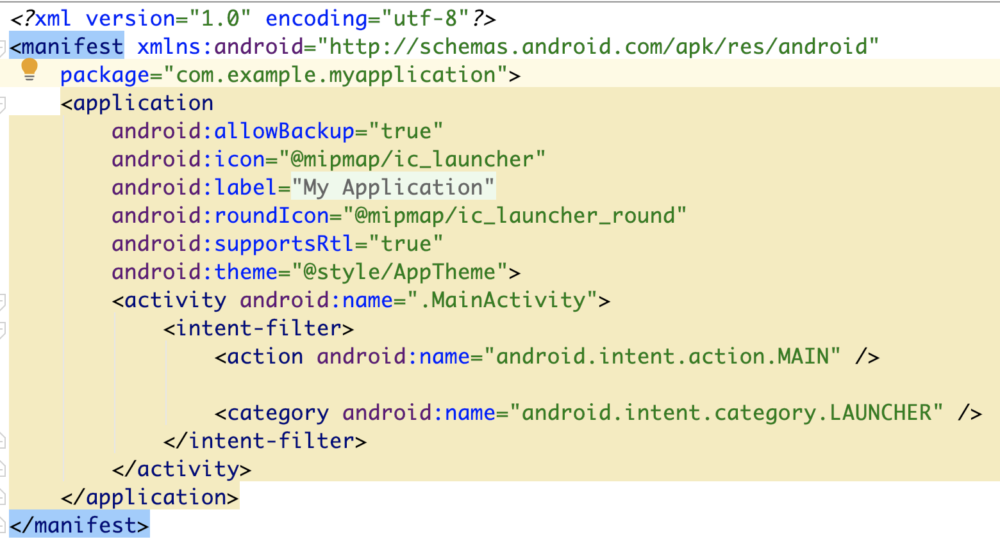 <?xml version="1.0" encoding="utf-8"?>
<manifest xmlns:android="http://schemas.android.com/apk/res/android"
    package="com.example.myapplication">
    <application
        android:allowBackup="true"
        android:icon="@mipmap/ic_launcher"
        android:label="My Application"
        android:roundIcon="@mipmap/ic_launcher_round"
        android:supportsRtl="true"
        android:theme="@style/AppTheme">
        <activity android:name=".MainActivity">
            <intent-filter>
                <action android:name="android.intent.action.MAIN" />

                <category android:name="android.intent.category.LAUNCHER" />
            </intent-filter>
        </activity>
    </application>
</manifest>